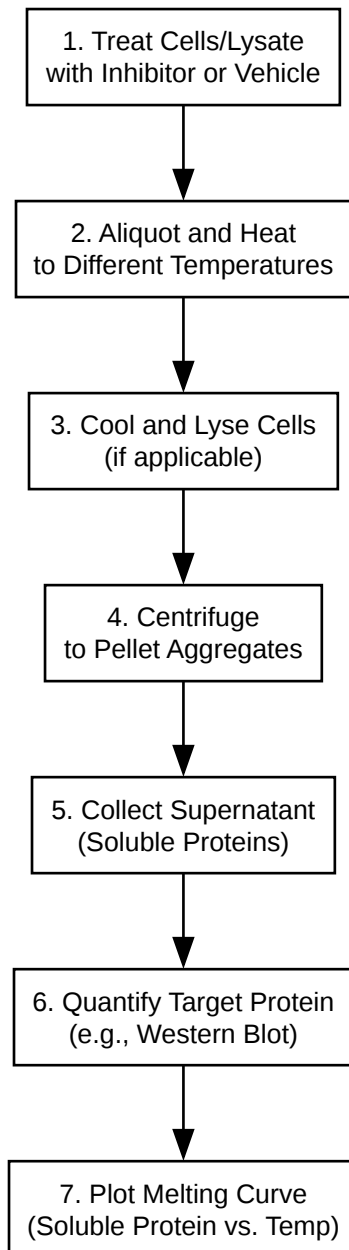 1. Treat Cells/Lysate
with Inhibitor or Vehicle
2. Aliquot and Heat
to Different Temperatures
3. Cool and Lyse Cells
(if applicable)
4. Centrifuge
to Pellet Aggregates
5. Collect Supernatant
(Soluble Proteins)
6. Quantify Target Protein
(e.g., Western Blot)
7. Plot Melting Curve
(Soluble Protein vs. Temp)